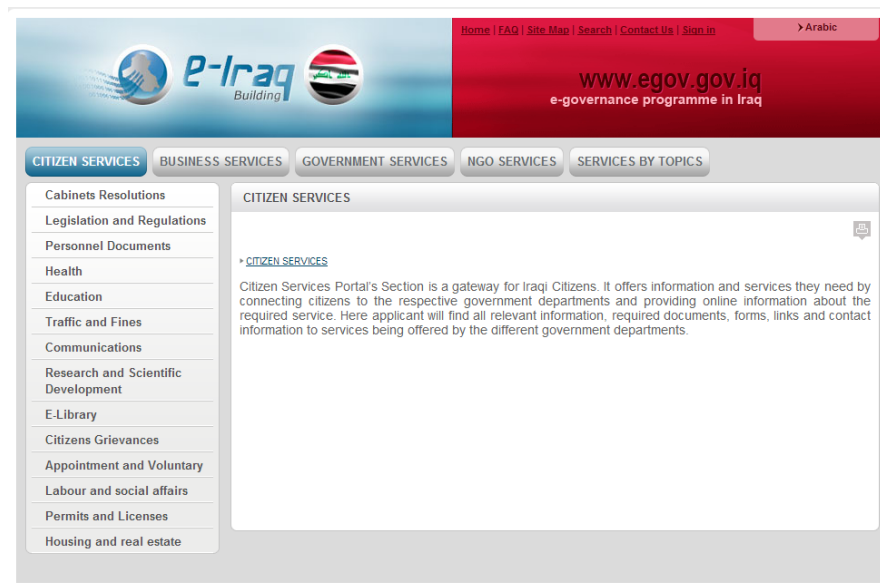 Home | FAQ | Site Map | Search | Contact Us | Sign in
Arabic
e-Iraq
Building
www.egov.gov.iq
e-governance programme in Iraq
CITIZEN SERVICES
BUSINESS SERVICES
GOVERNMENT SERVICES
NGO SERVICES
SERVICES BY TOPICS
Cabinets Resolutions
Legislation and Regulations
Personnel Documents
Health
Education
Traffic and Fines
Communications
Research and Scientific
Development
E-Library
Citizens Grievances
Appointment and Voluntary
Labour and social affairs
Permits and Licenses
Housing and real estate
CITIZEN SERVICES
CITIZEN SERVICES
Citizen Services Portal's Section is a gateway for Iraqi Citizens. It offers information and services they need by
connecting citizens to the respective government departments and providing online information about the
required service. Here applicant will find all relevant information, required documents, forms, links and contact
information to services being offered by the different government departments.